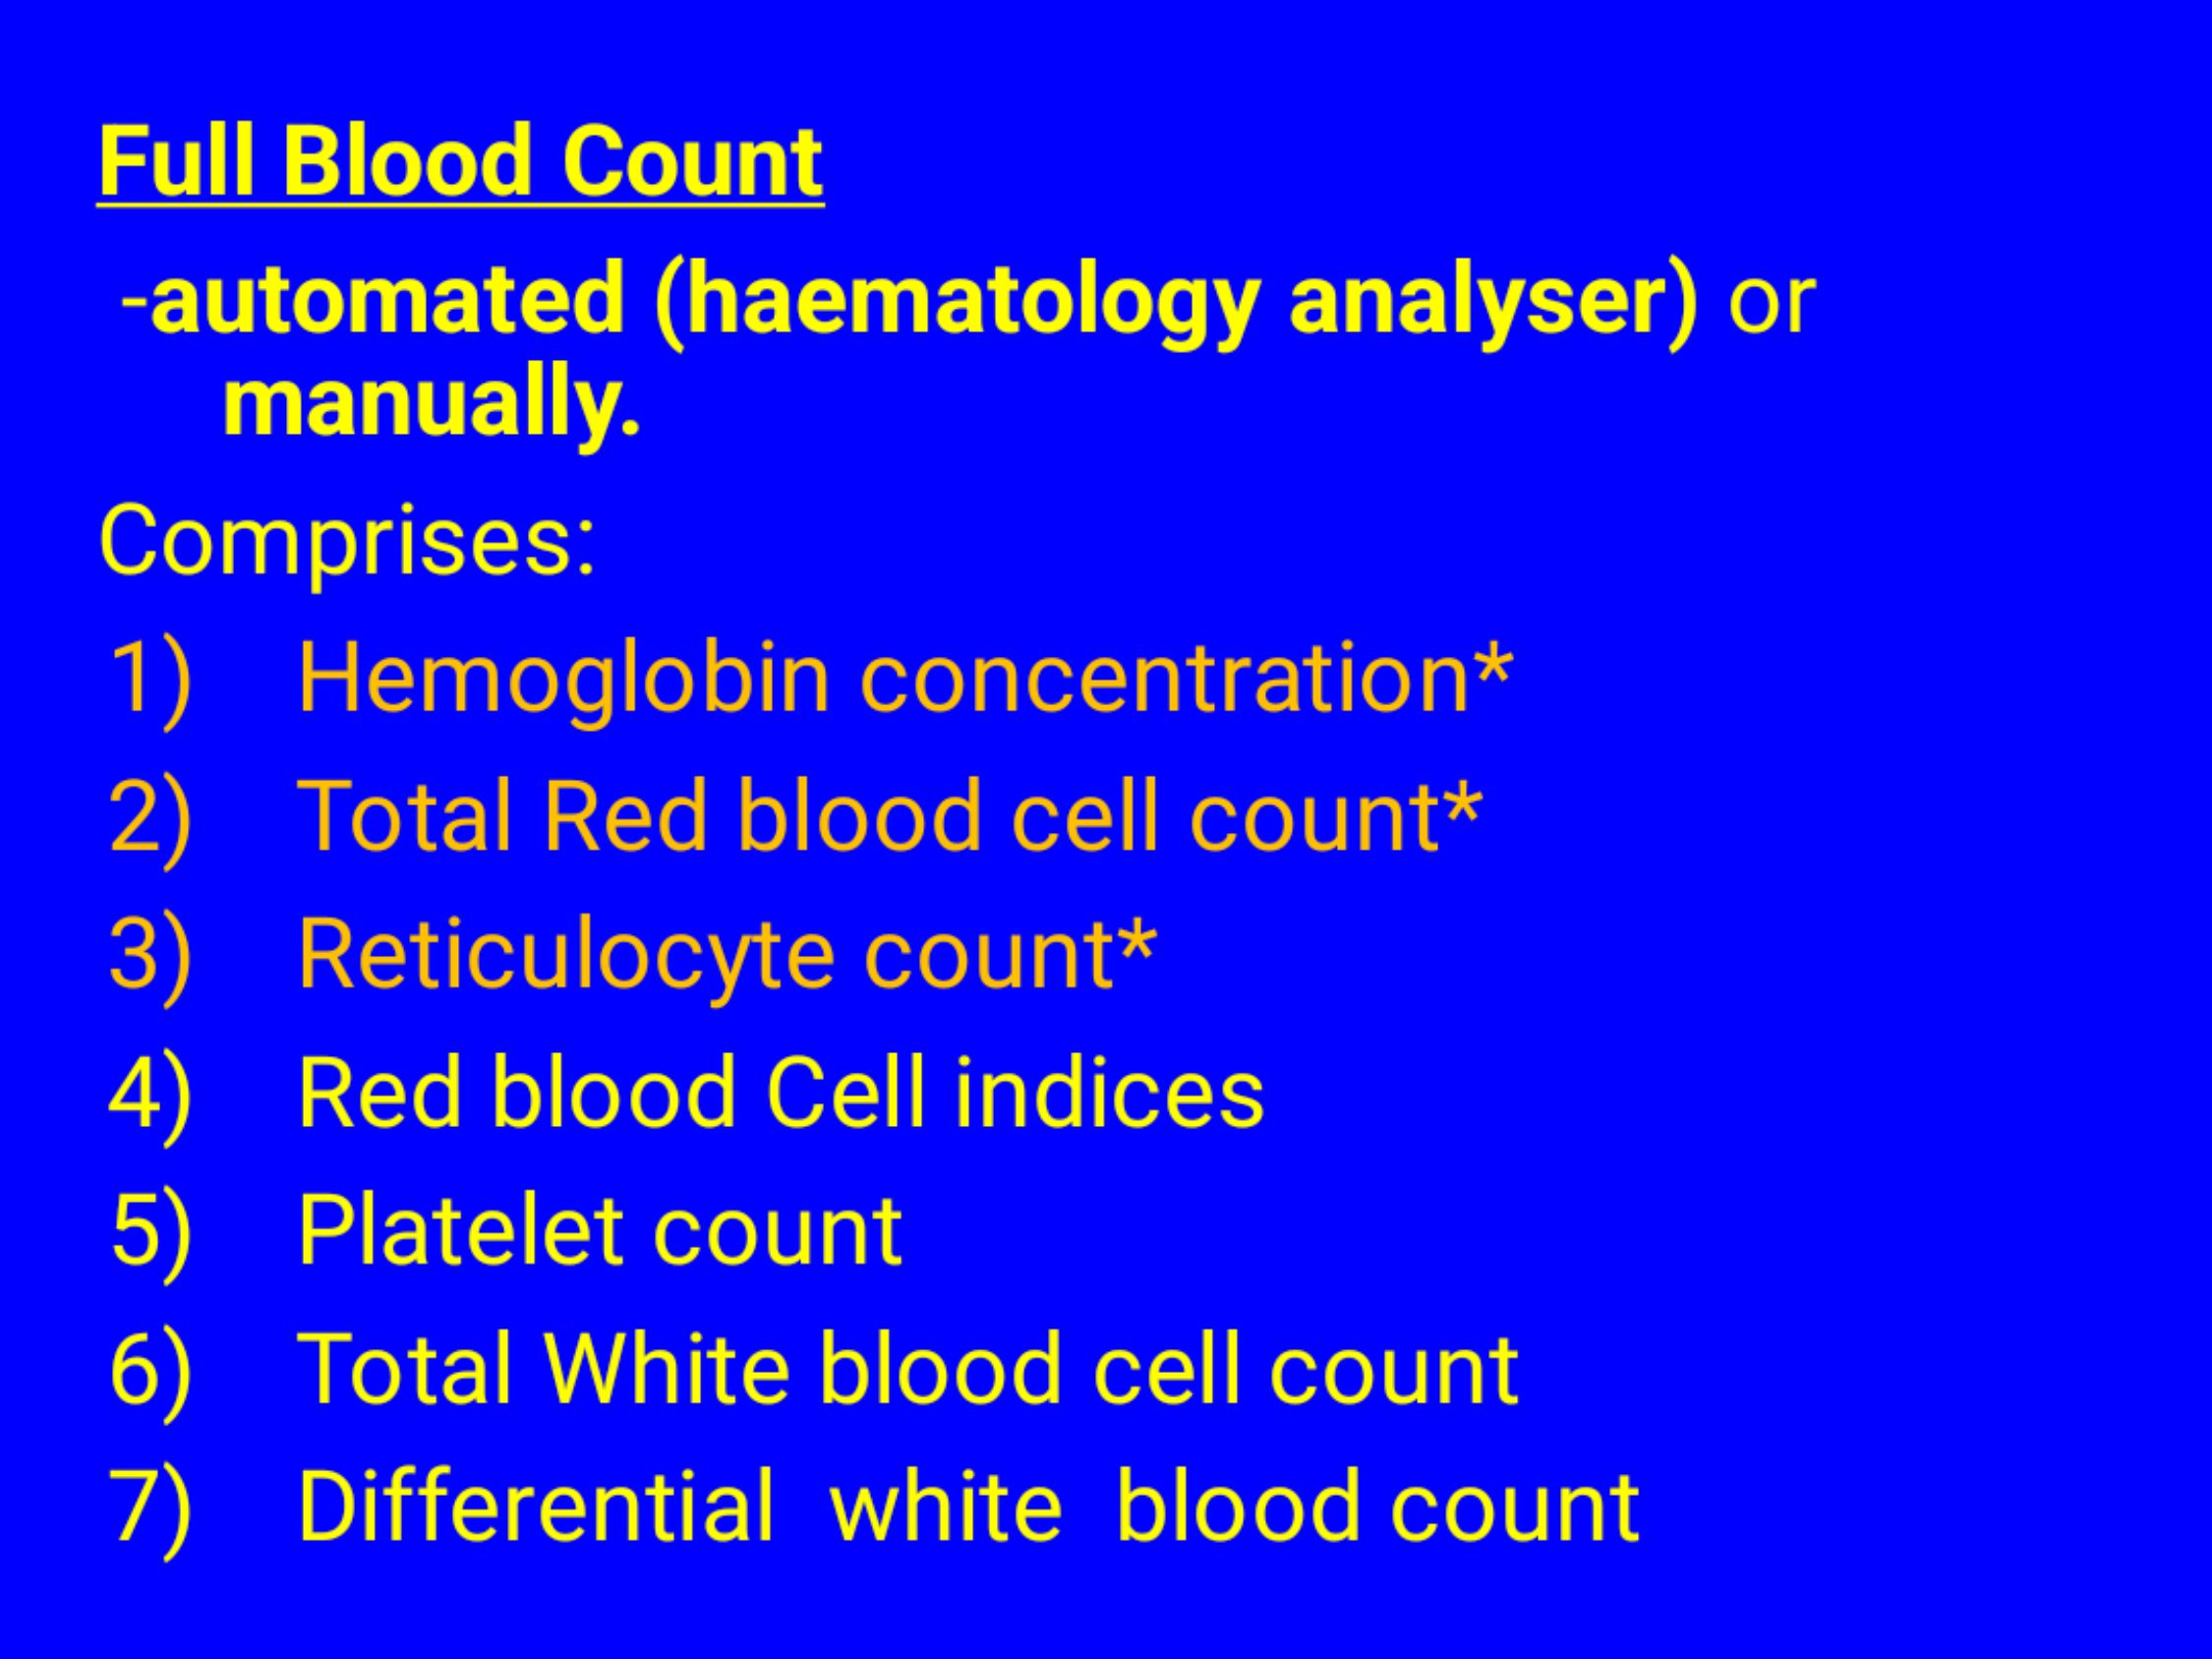 Full Blood Count
-automated (haematology analyser) or
manually.
Comprises:
1) Hemoglobin concentration*
2) Total Red blood cell count*
3) Reticulocyte count*
4) Red blood Cell indices
5) Platelet count
6) Total White blood cell count
7) Differential white blood count